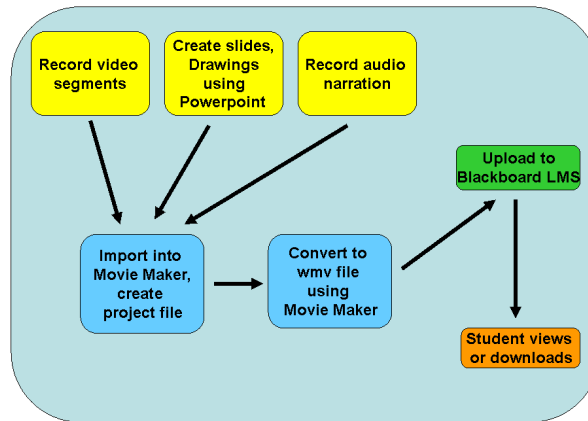 Record video
segments
Create slides,
Drawings
using
Powerpoint
Record audio
narration
Upload to
Blackboard LMS
Import into
Movie Maker,
create
project file
Convert to
wmv file
using
Movie Maker
Student views
or downloads